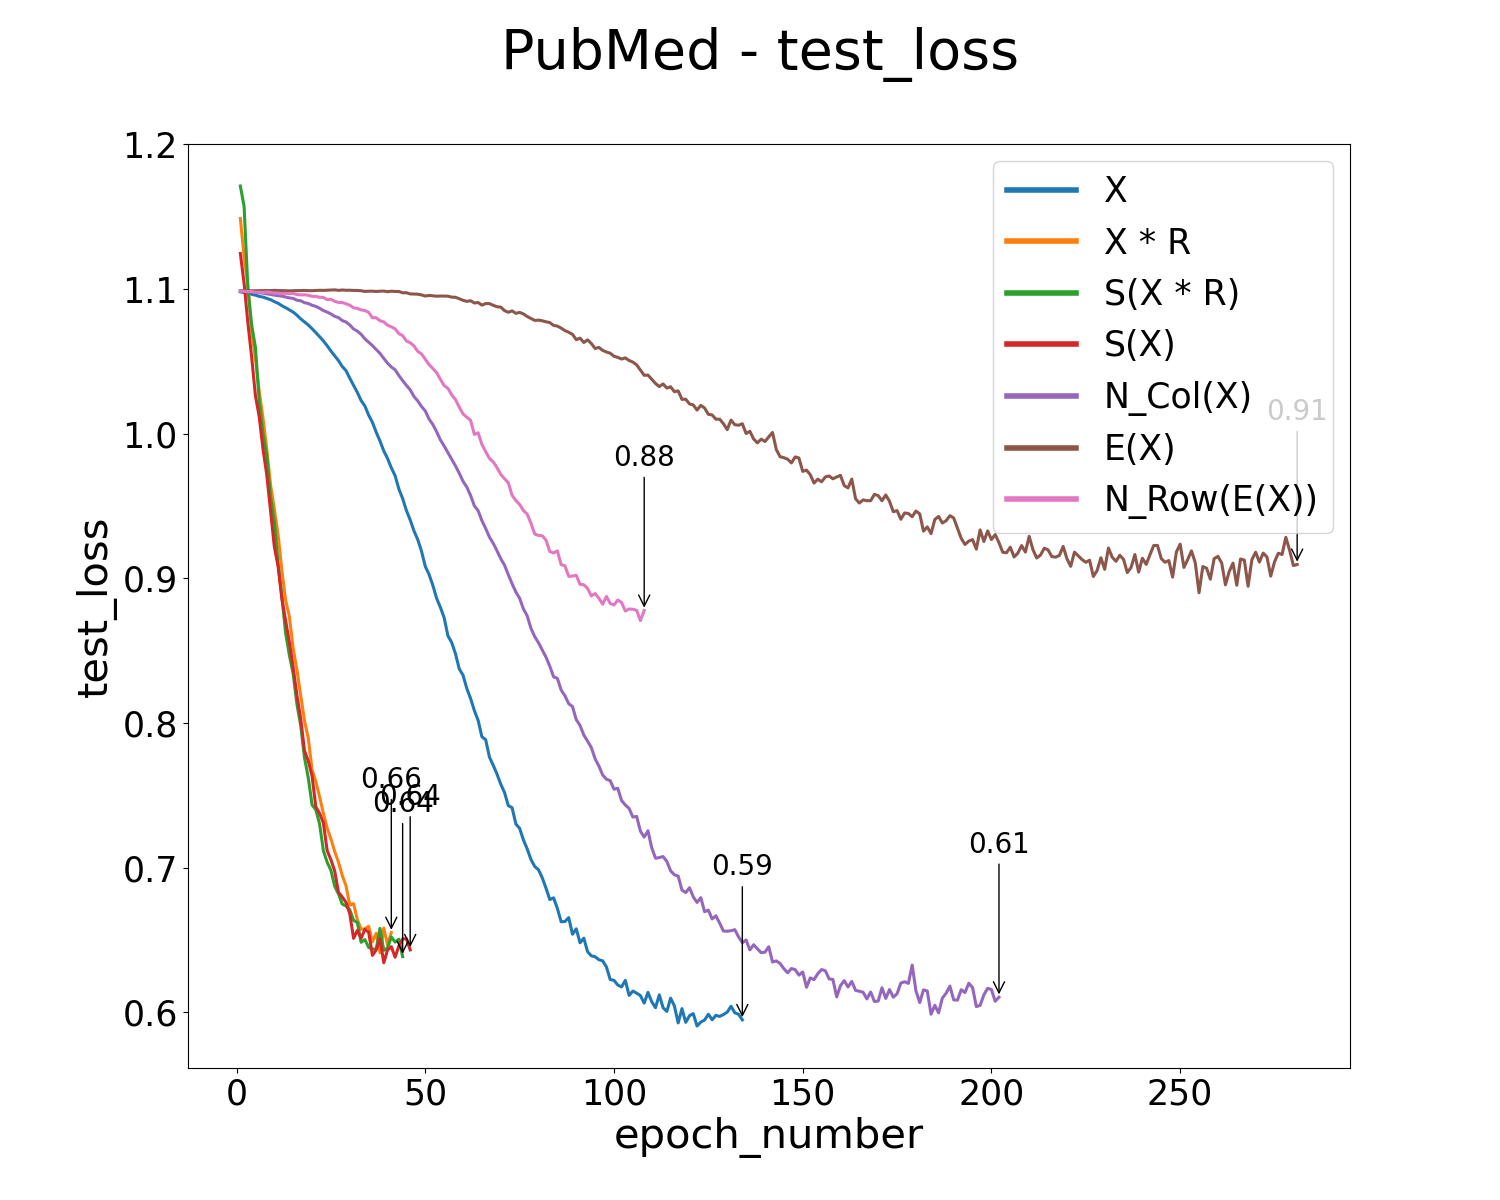 PubMed - test_loss
1.2
1.1
1.0
0.9
0.8
0.7
0.6
test_loss
X
X * R
S(X * R)
S(X)
N_Col(X)
E(X)
N_Row(E(X))
0.91
0.88
0.66
0.64
0.64
0.59
0.61
0
50
100
150
200
250
epoch_number